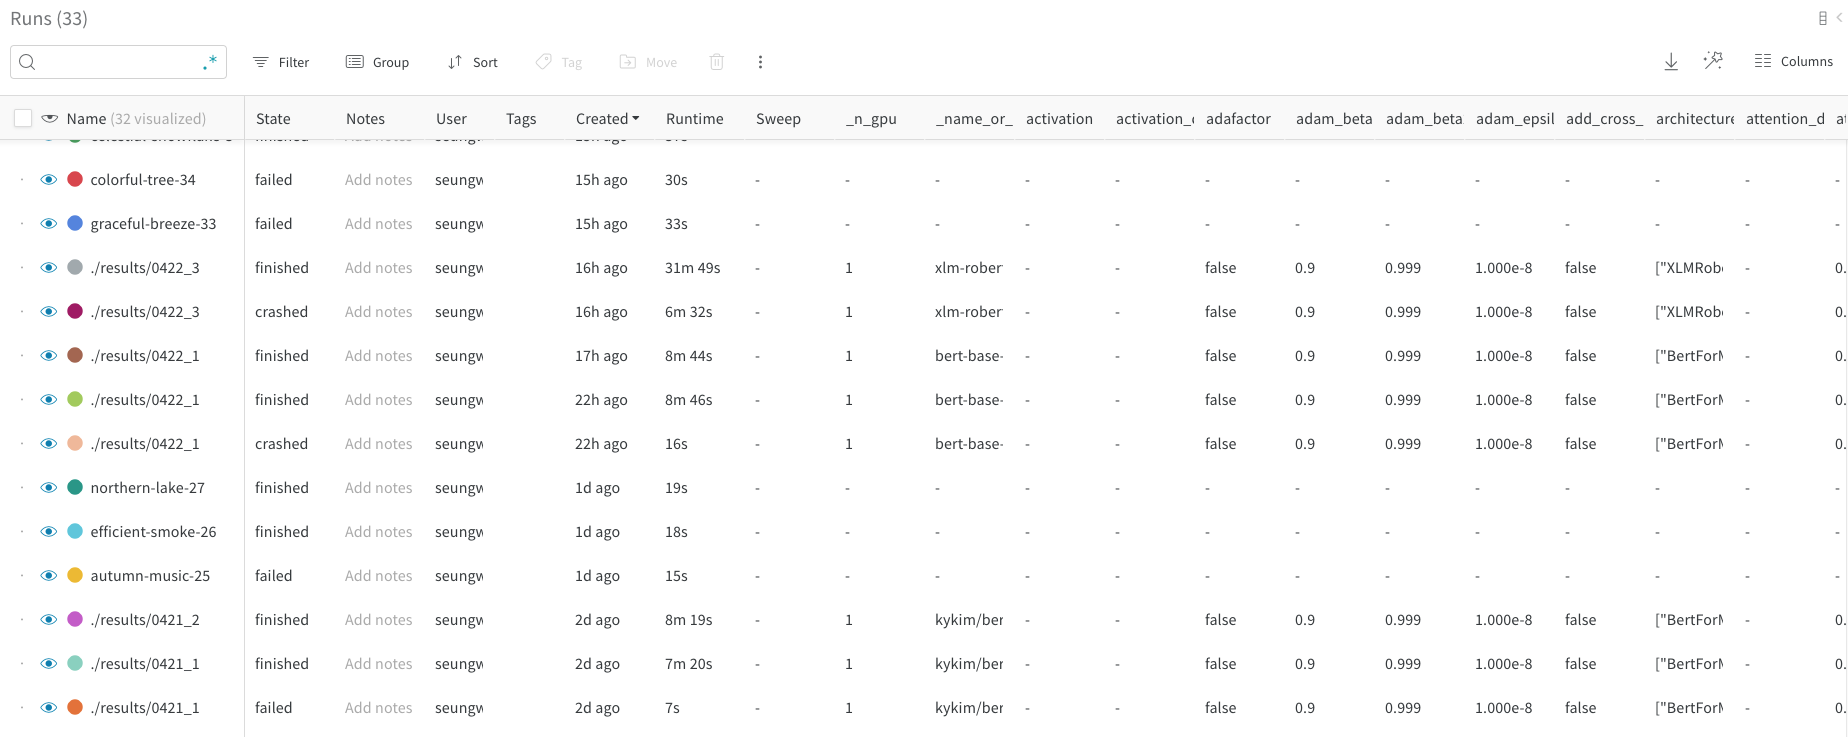 Runs (33)
.* Filter Group Sort Tag Move Columns
Name (32 visualized) State Notes User Tags Created Runtime Sweep _n_gpu _name_or_ activation activation_ adafactor adam_beta adam_beta adam_epsil add_cross_ architecture attention_d
colorful-tree-34 failed Add notes seungw 15h ago 30s - - - - - - - - - - - - -
graceful-breeze-33 failed Add notes seungw 15h ago 33s - - - - - - - - - - - - -
./results/0422_3 finished Add notes seungw 16h ago 31m 49s - 1 xlm-rober - - false 0.9 0.999 1.000e-8 false ["XLMRob - 0.
./results/0422_3 crashed Add notes seungw 16h ago 6m 32s - 1 xlm-rober - - false 0.9 0.999 1.000e-8 false ["XLMRob - 0.
./results/0422_1 finished Add notes seungw 17h ago 8m 44s - 1 bert-base- - - false 0.9 0.999 1.000e-8 false ["BertForM - 0.
./results/0422_1 finished Add notes seungw 22h ago 8m 46s - 1 bert-base- - - false 0.9 0.999 1.000e-8 false ["BertForM - 0.
./results/0422_1 crashed Add notes seungw 22h ago 16s - 1 bert-base- - - false 0.9 0.999 1.000e-8 false ["BertForM - 0.
northern-lake-27 finished Add notes seungw 1d ago 19s - - - - - - - - - - - - -
efficient-smoke-26 finished Add notes seungw 1d ago 18s - - - - - - - - - - - - -
autumn-music-25 failed Add notes seungw 1d ago 15s - - - - - - - - - - - - -
./results/0421_2 finished Add notes seungw 2d ago 8m 19s - 1 kykim/ber - - false 0.9 0.999 1.000e-8 false ["BertForM - 0.
./results/0421_1 finished Add notes seungw 2d ago 7m 20s - 1 kykim/ber - - false 0.9 0.999 1.000e-8 false ["BertForM - 0.
./results/0421_1 failed Add notes seungw 2d ago 7s - 1 kykim/ber - - false 0.9 0.999 1.000e-8 false ["BertForM - 0.